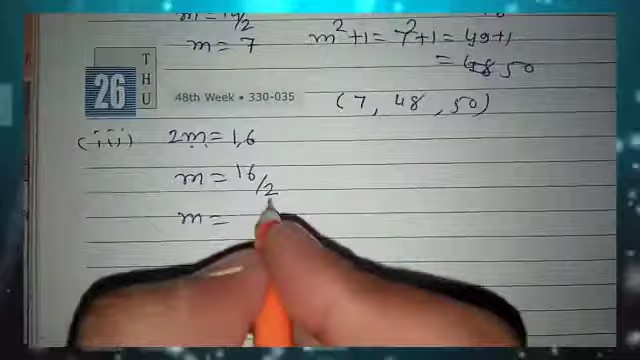 m = 7 m² + 1 = 7² + 1 = 49 + 1
= 50
26 THU
48th Week • 330-035
(7, 48, 50)
(iii) 2m = 16
m = 16/2
m =